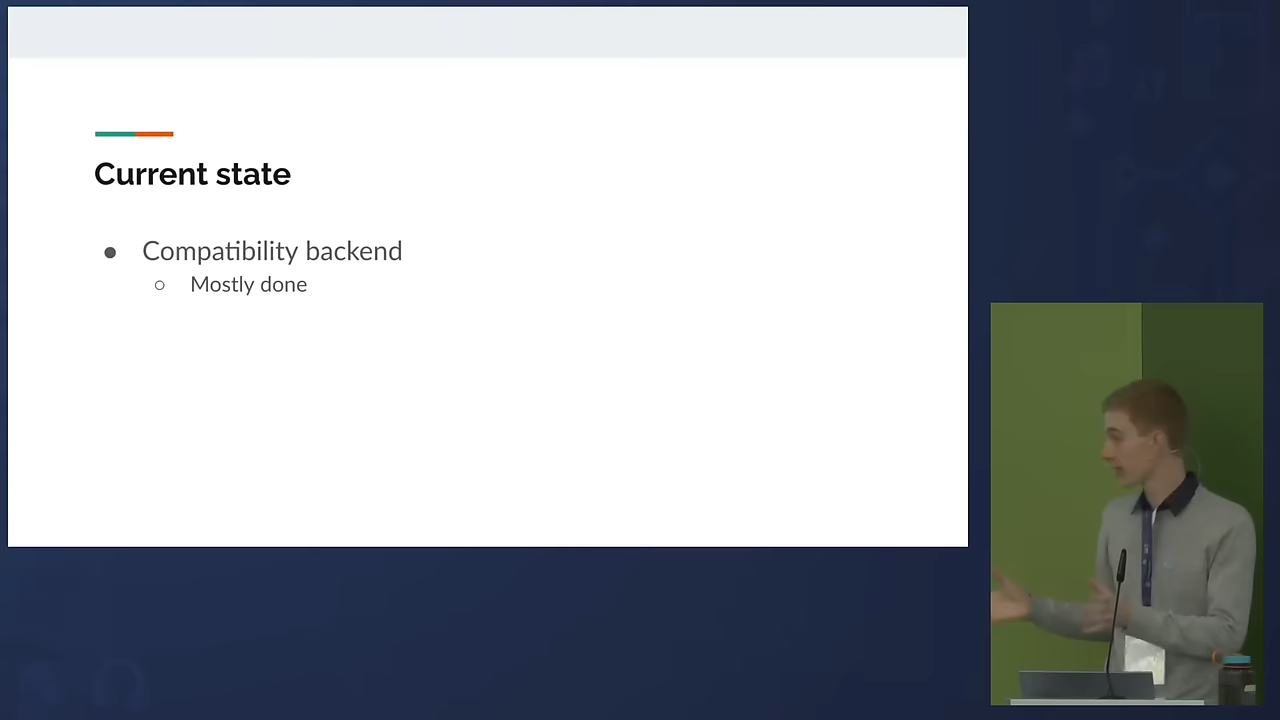 Current state
● Compatibility backend
○ Mostly done